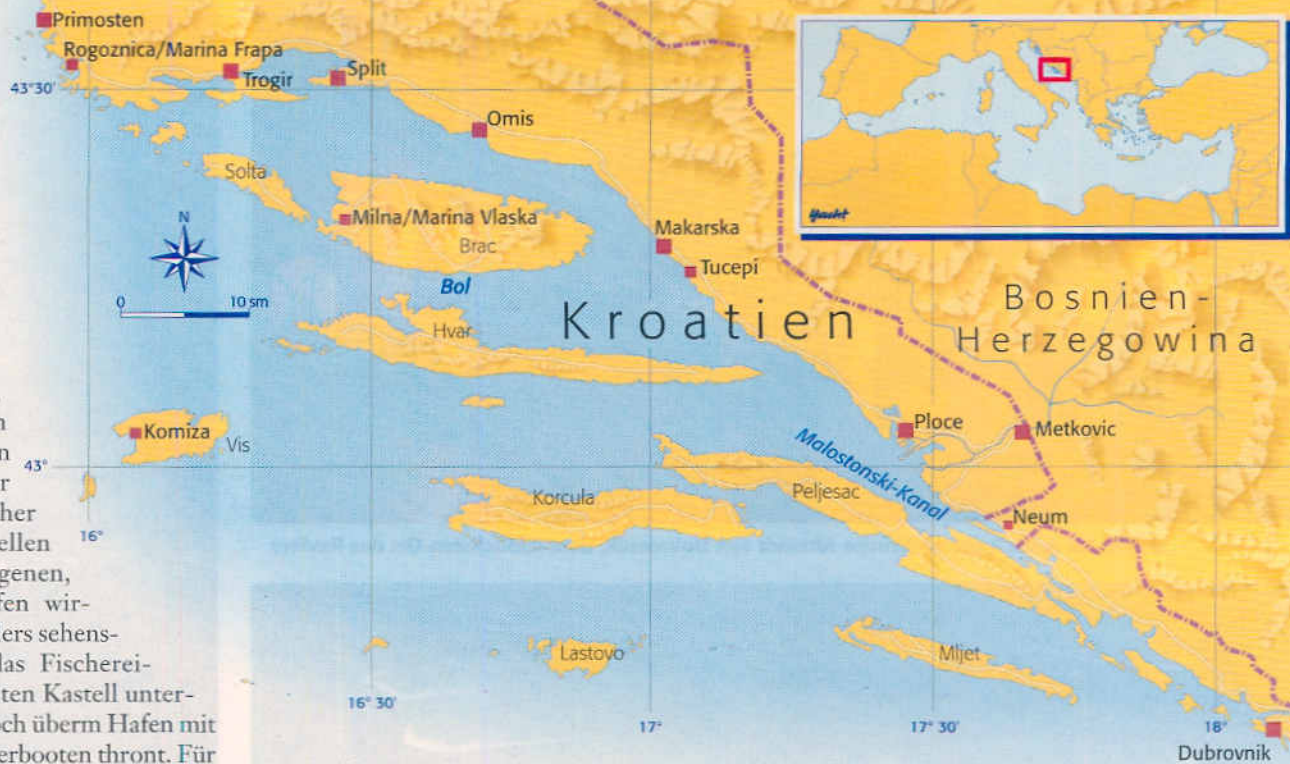 Primosten
Rogoznica/Marina Frapa
Trogir
Split
43°30'
Omis
Solta
N
Milna/Marina Vlaska
Brac
Makarska
Tucepi
0 10 sm
Bol
Kroatien
Bosnien-
Herzegowina
Hvar
Yacht
Komiza
Vis
Ploce
Metkovic
43°
Malostonski-Kanal
Korcula
Peljesac
Neum
16°
Lastovo
Mljet
16° 30'
17°
17° 30'
18°
Dubrovnik
n
n
r
her
ellen
genen,
fen wir-
ers sehens-
las Fischerei-
ten Kastell unter-
och überm Hafen mit
erbooten thront. Für